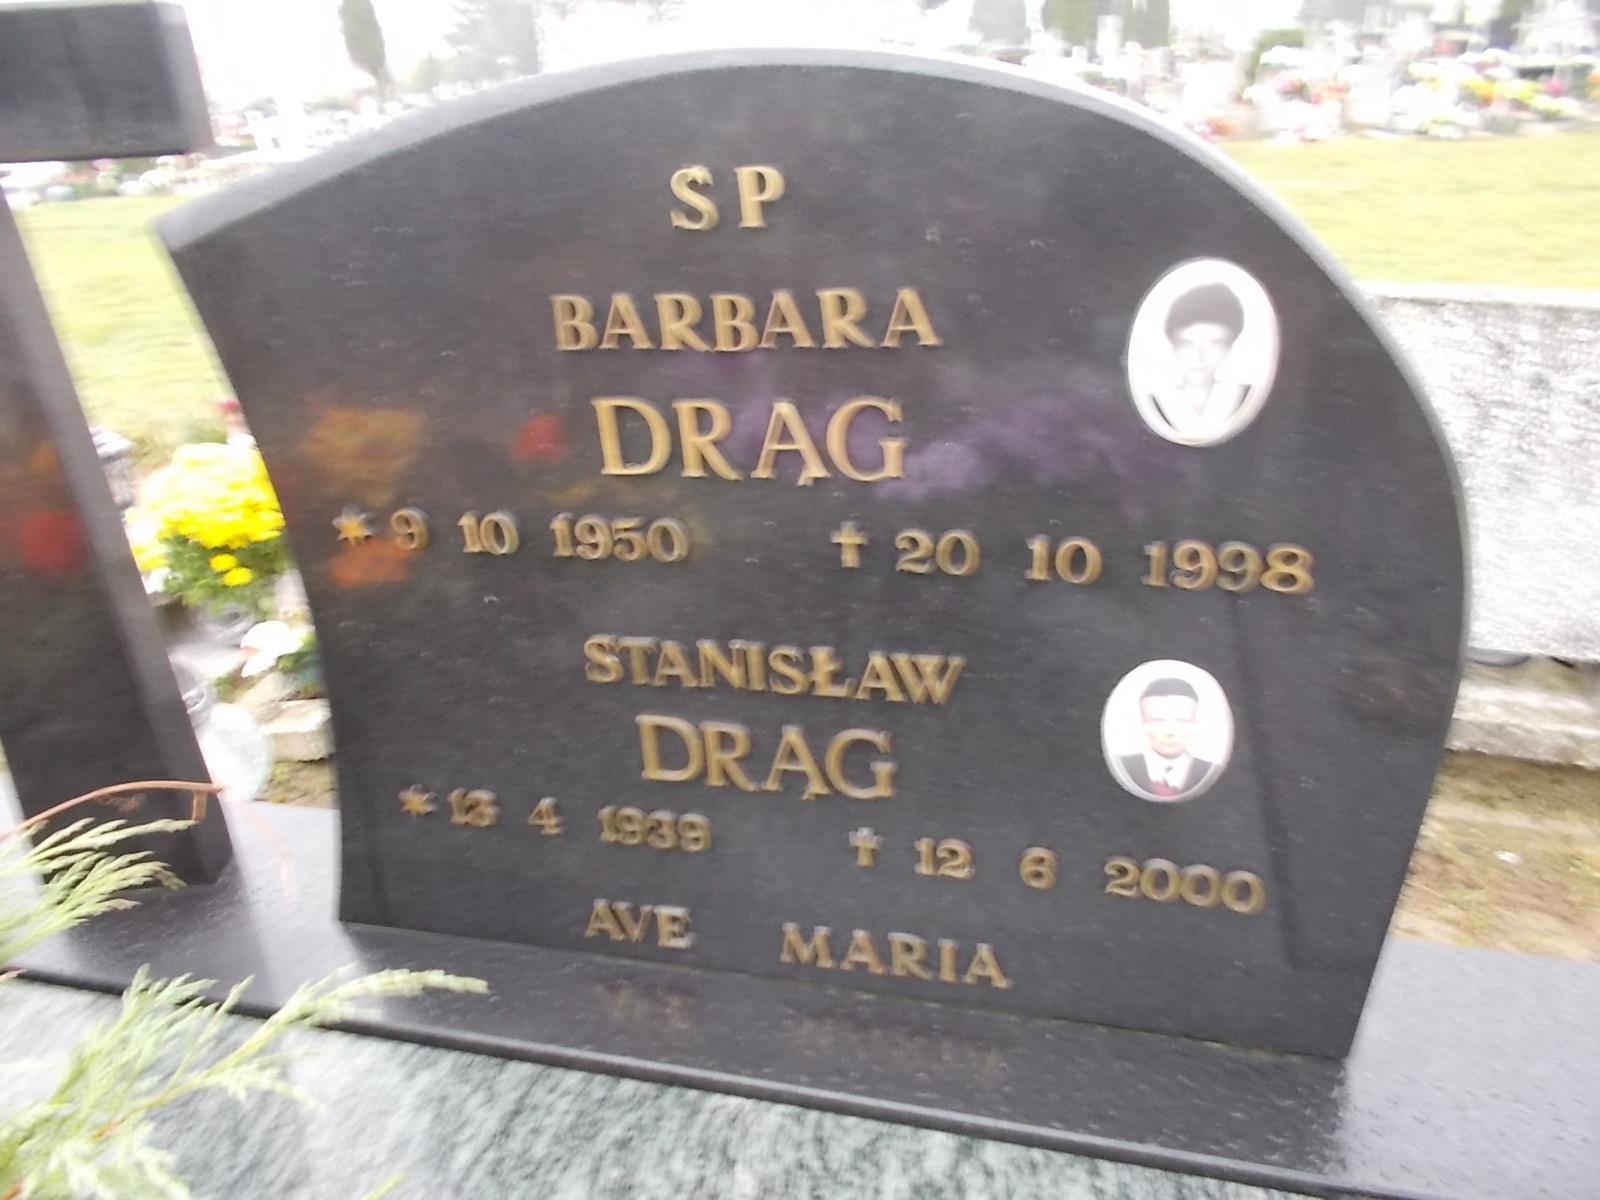 SP
BARBARA
DRĄG
* 9 10 1950 † 20 10 1998
STANISŁAW
DRĄG
* 13 4 1939 † 12 6 2000
AVE MARIA